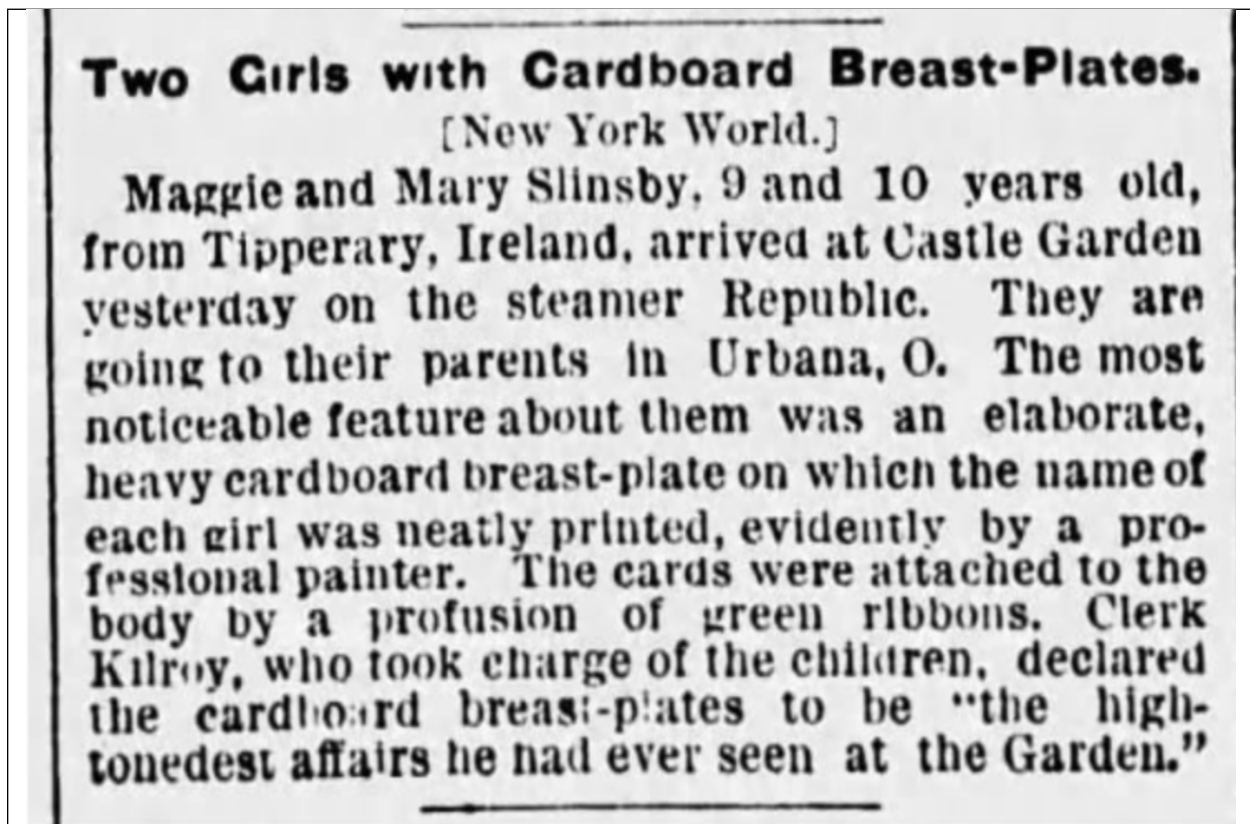 Two Girls with Cardboard Breast-Plates.
[New York World.]
Maggie and Mary Slinsby, 9 and 10 years old,
from Tipperary, Ireland, arrived at Castle Garden
yesterday on the steamer Republic. They are
going to their parents in Urbana, O. The most
noticeable feature about them was an elaborate,
heavy cardboard breast-plate on which the name of
each girl was neatly printed, evidently by a pro-
fessional painter. The cards were attached to the
body by a profusion of green ribbons. Clerk
Kilroy, who took charge of the children, declared
the cardboard breast-plates to be "the high-
tonedest affairs he had ever seen at the Garden."